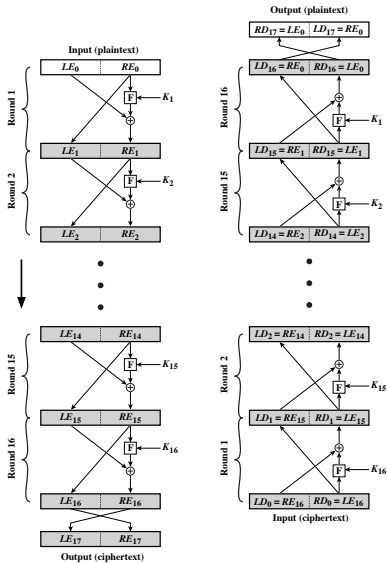 Input (plaintext)
LE₀ RE₀
F K₁
Round 1
LE₁ RE₁
F K₂
Round 2
LE₂ RE₂
LE₁₄ RE₁₄
F K₁₅
Round 15
LE₁₅ RE₁₅
F K₁₆
Round 16
LE₁₆ RE₁₆
LE₁₇ RE₁₇
Output (ciphertext)
Output (plaintext)
RD₁₇ = LE₀ LD₁₇ = RE₀
LD₁₆ = RE₀ RD₁₆ = LE₀
Round 16
F K₁
LD₁₅ = RE₁ RD₁₅ = LE₁
Round 15
F K₂
LD₁₄ = RE₂ RD₁₄ = LE₂
LD₂ = RE₁₄ RD₂ = LE₁₄
Round 2
F K₁₅
LD₁ = RE₁₅ RD₁ = LE₁₅
Round 1
F K₁₆
LD₀ = RE₁₆ RD₀ = LE₁₆
Input (ciphertext)